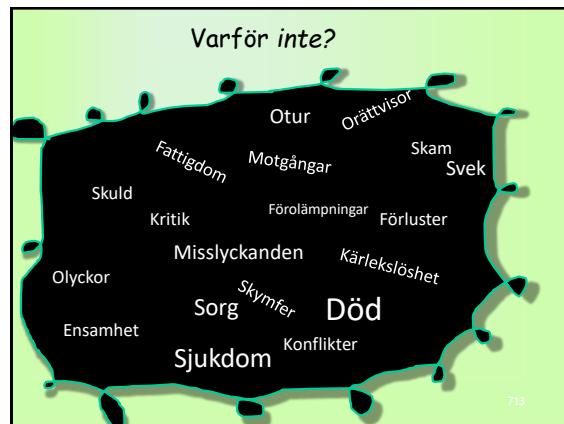 Varför inte?
Otur
Orättvisor
Fattigdom
Motgångar
Skam
Svek
Skuld
Kritik
Förolämpningar
Förluster
Misslyckanden
Kärlekslöshet
Olyckor
Skymfer
Sorg
Död
Ensamhet
Konflikter
Sjukdom
713